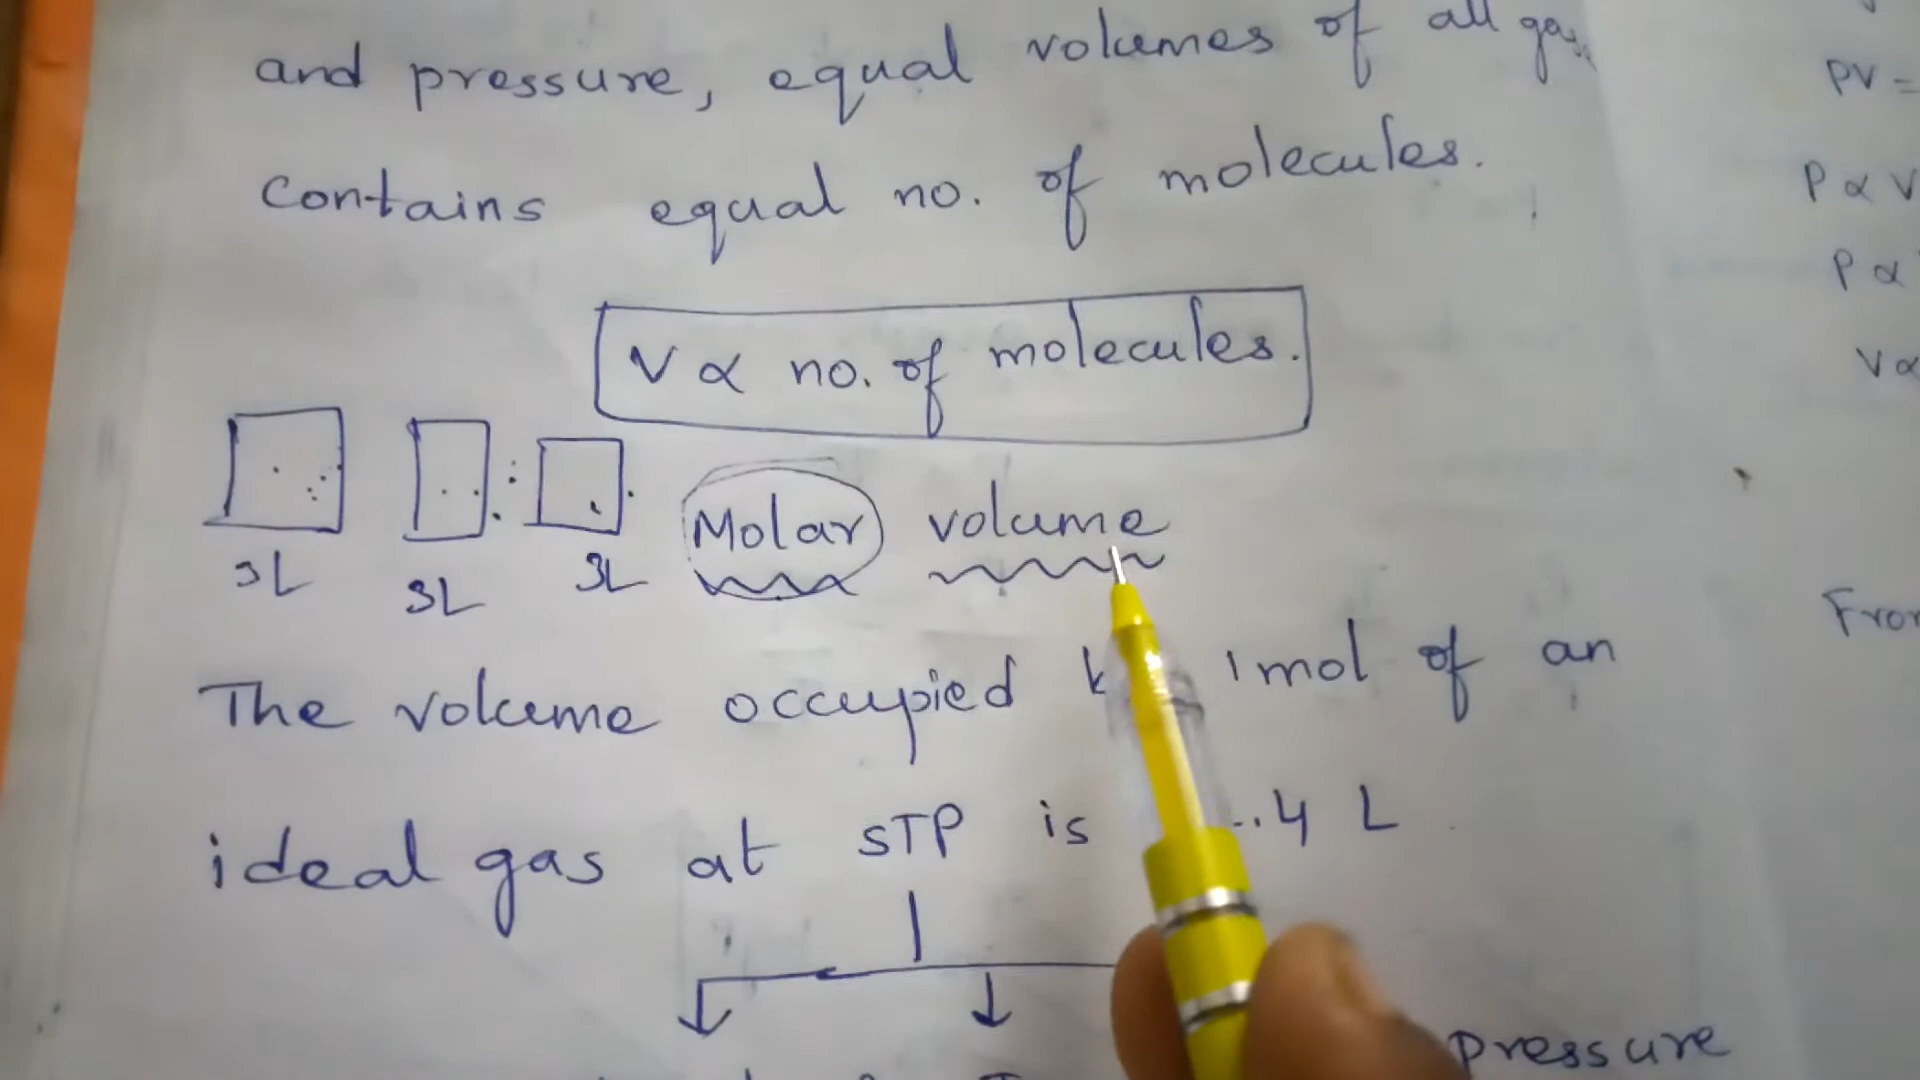 and pressure, equal volumes of all
contains equal no. of molecules.
V ∝ no. of molecules.
3L 3L 3L Molar volume
The volume occupied 1mol of an
ideal gas at STP is .4 L
pressure
PV =
P ∝ V
P ∝
V ∝